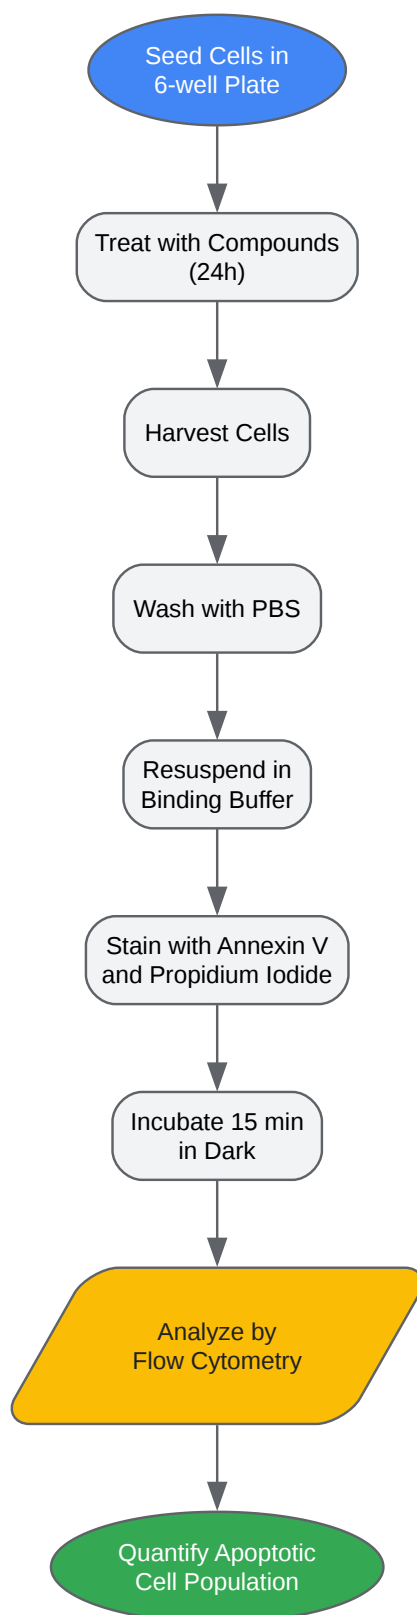 Seed Cells in
6-well Plate
Treat with Compounds
(24h)
Harvest Cells
Wash with PBS
Resuspend in
Binding Buffer
Stain with Annexin V
and Propidium Iodide
Incubate 15 min
in Dark
Analyze by
Flow Cytometry
Quantify Apoptotic
Cell Population